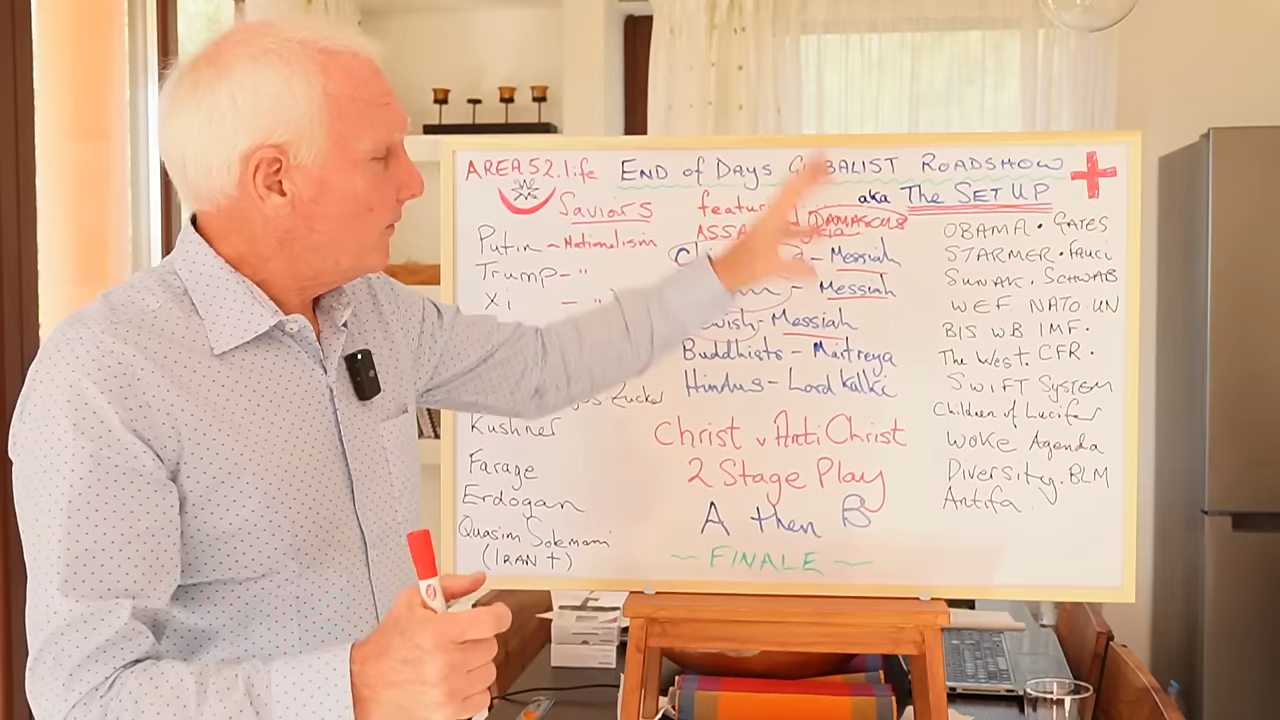 AREA52.life END of DAYS GLOBALIST ROADSHOW
aka The SET UP
Saviours
Putin ~ Nationalism
Trump - "
Xi - "
Zucker
Kushner
Farage
Erdogan
Quasim Solemani
(IRAN †)
featur
DAMASCUS
ASSA
- Messiah
- Messiah
wish - Messiah
Buddhists - Maitreya
Hindus - Lord Kalki
Christ v AntiChrist
2 Stage Play
A then B
~ FINALE ~
OBAMA • GATES
STARMER • FAUCI
SUNAK • SCHWAB
WEF NATO UN
BIS WB IMF •
The West. CFR •
SWIFT SYSTEM
Children of Lucifer
WOKE Agenda
Diversity. BLM
Antifa.